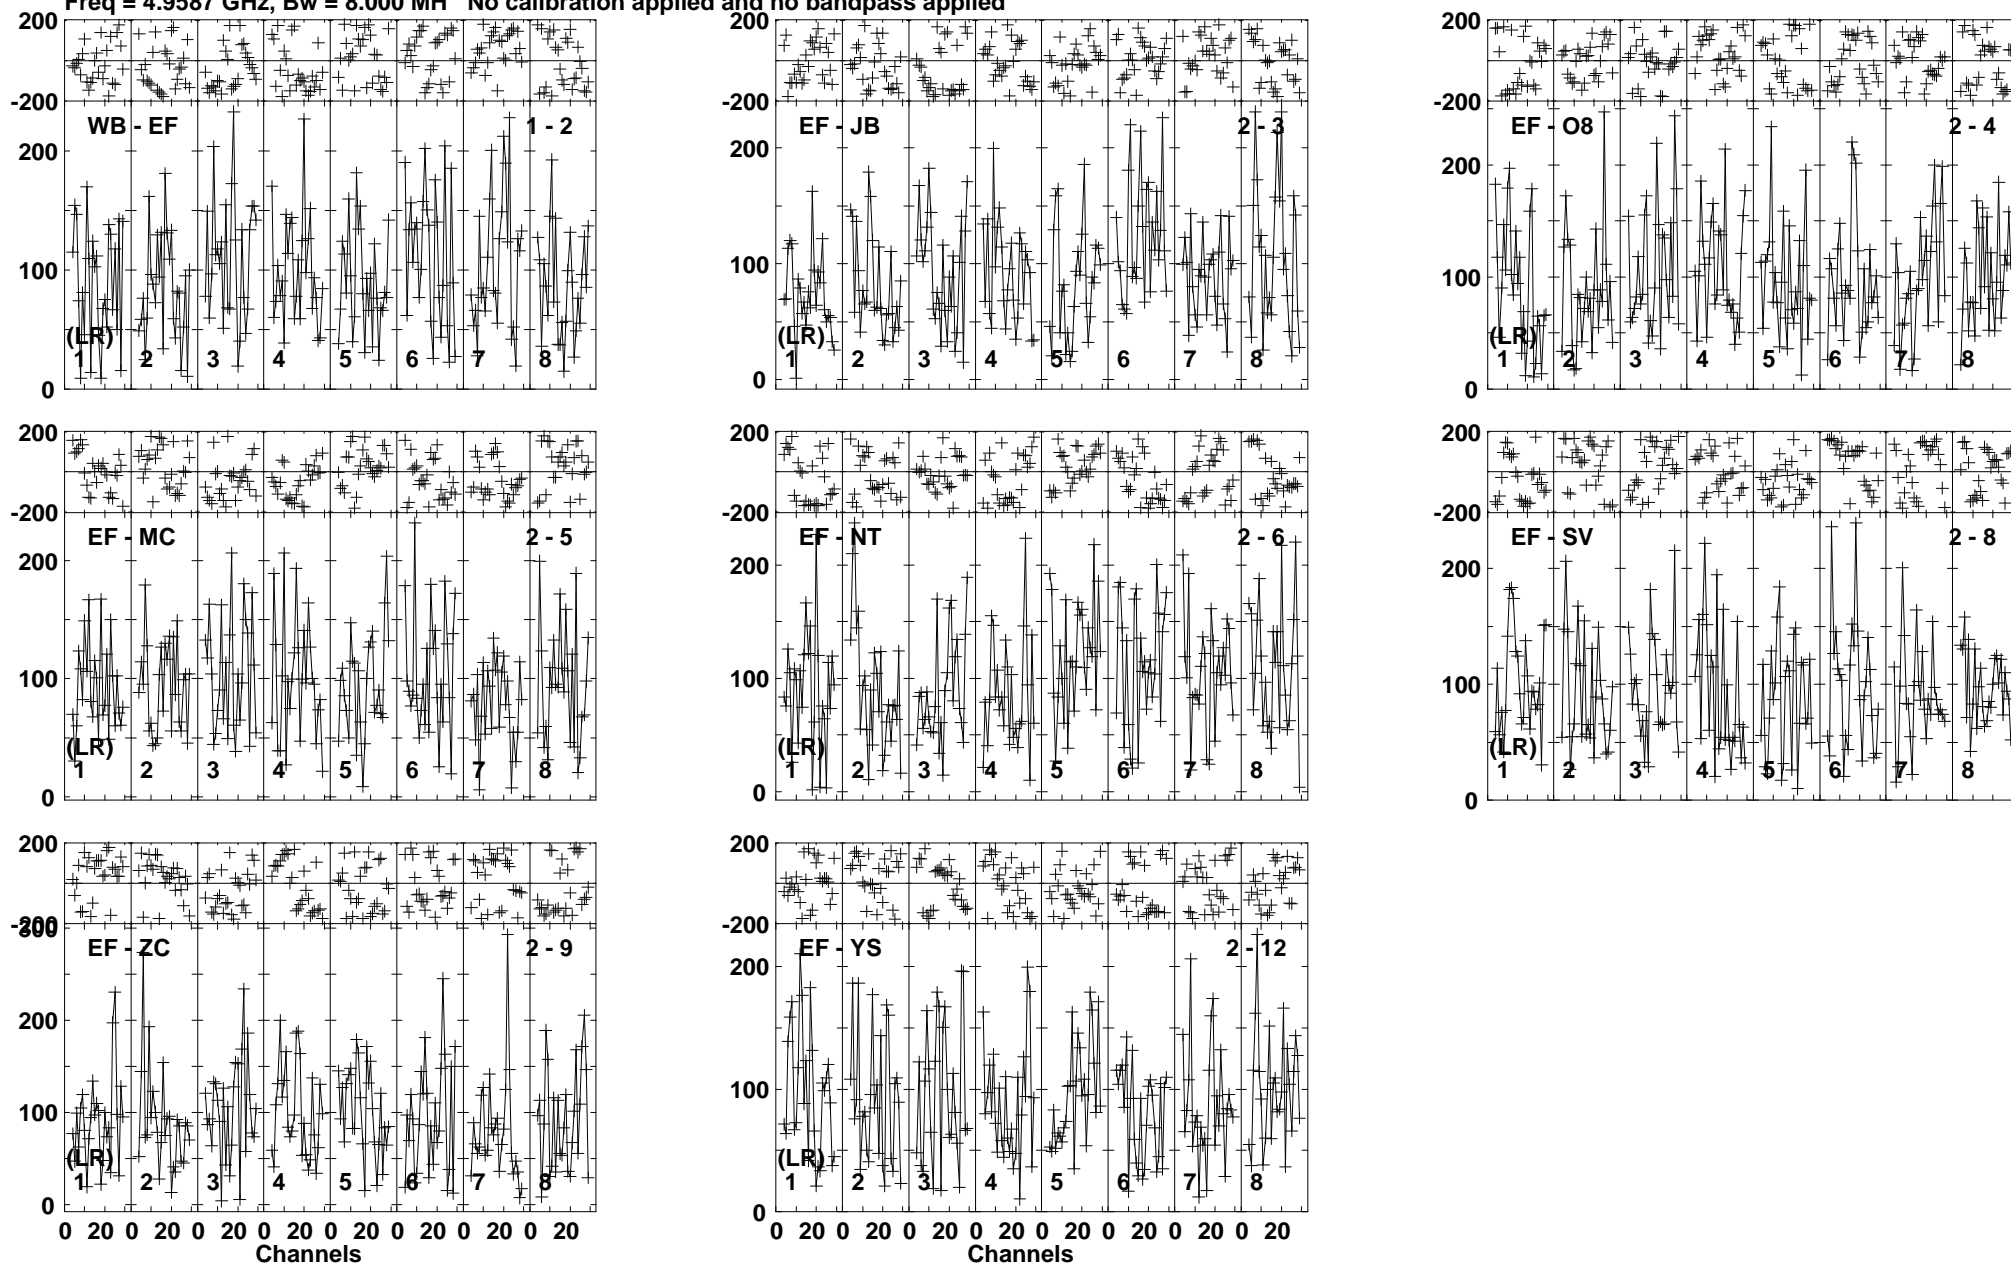 Freq = 4.9587 GHz, Bw = 8.000 MH No calibration applied and no bandpass applied
200
-200
WB - EF 1 - 2
200
100
0
(LR)
1 2 3 4 5 6 7 8
200
-200
EF - JB 2 - 3
200
100
0
(LR)
1 2 3 4 5 6 7 8
200
-200
EF - O8 2 - 4
200
100
0
(LR)
1 2 3 4 5 6 7 8
200
-200
EF - MC 2 - 5
200
100
0
(LR)
1 2 3 4 5 6 7 8
200
-200
EF - NT 2 - 6
200
100
0
(LR)
1 2 3 4 5 6 7 8
200
-200
EF - SV 2 - 8
200
100
0
(LR)
1 2 3 4 5 6 7 8
200
-200
300
EF - ZC 2 - 9
200
100
0
(LR)
1 2 3 4 5 6 7 8
0 20 0 20 0 20 0 20 0 20 0 20 0 20 0 20
Channels
200
-200
EF - YS 2 - 12
200
100
0
(LR)
1 2 3 4 5 6 7 8
0 20 0 20 0 20 0 20 0 20 0 20 0 20 0 20
Channels